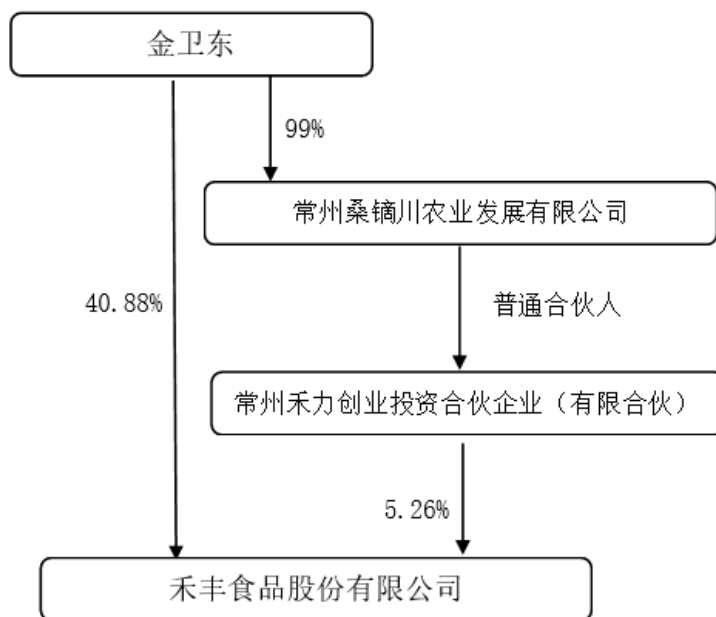 金卫东
99%
常州桑镝川农业发展有限公司
40.88%
普通合伙人
常州禾力创业投资合伙企业（有限合伙）
5.26%
禾丰食品股份有限公司